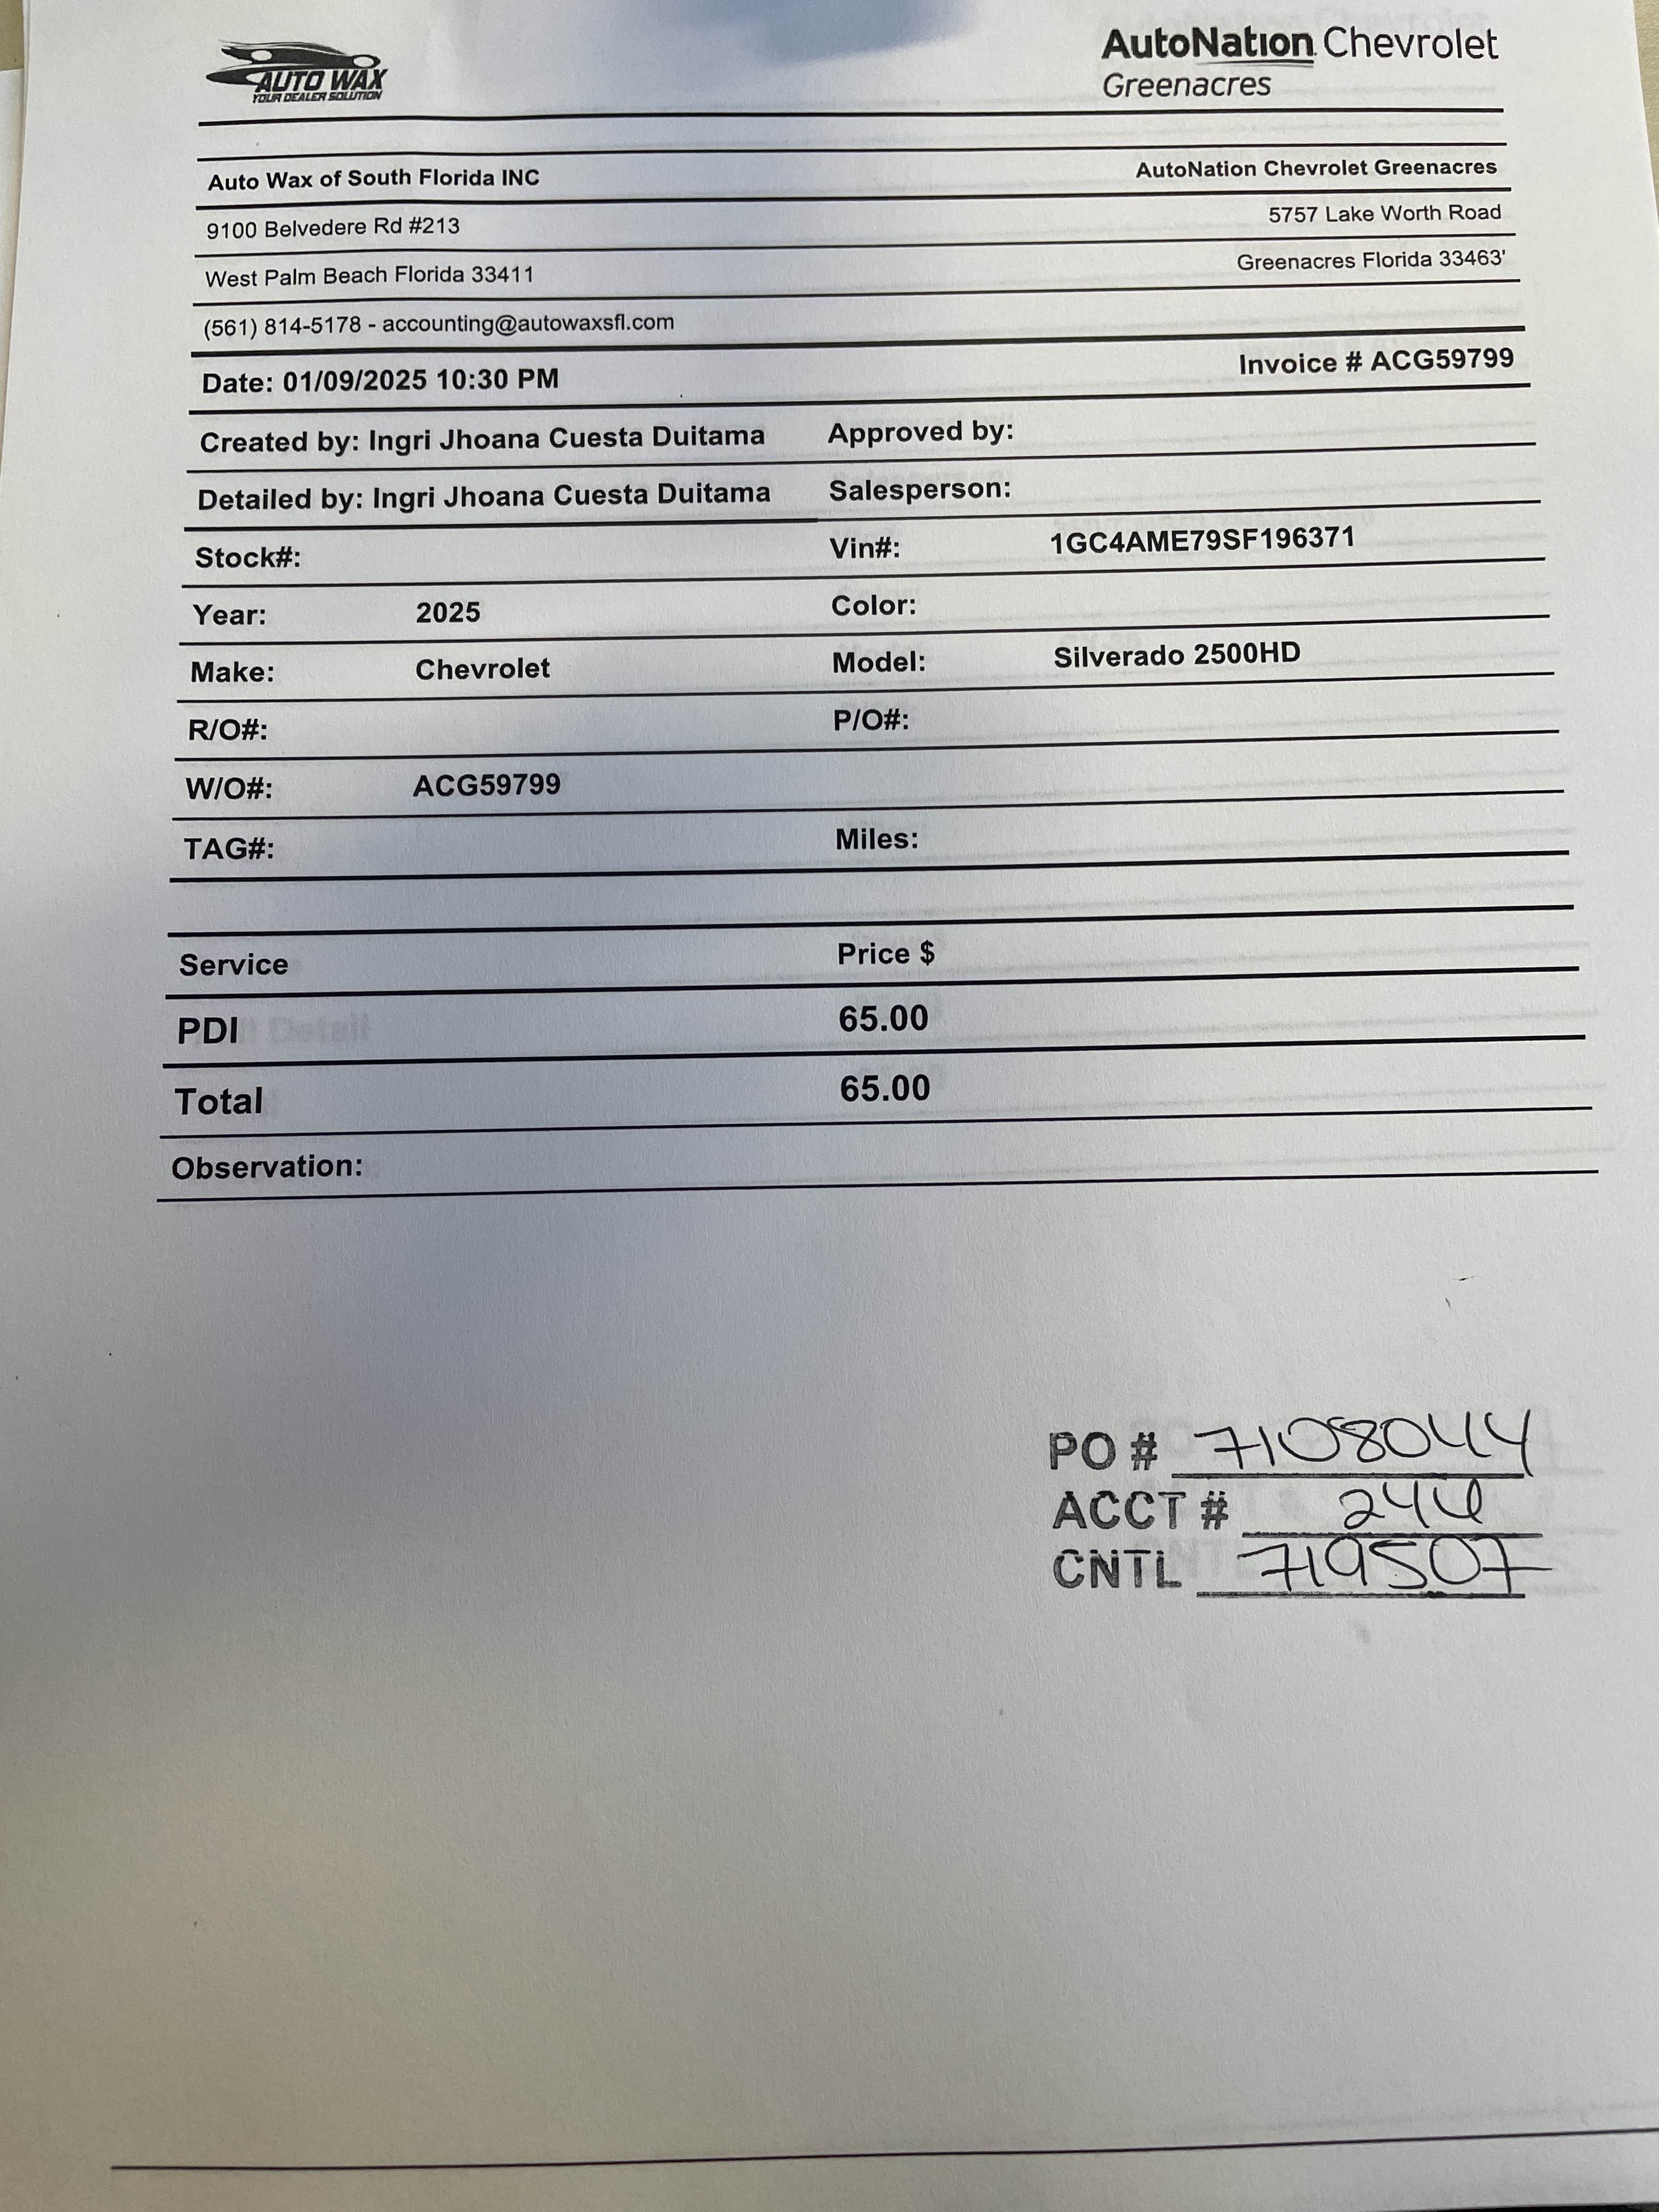 AUTO WAX
YOUR DEALER SOLUTION
AutoNation Chevrolet
Greenacres
Auto Wax of South Florida INC AutoNation Chevrolet Greenacres
9100 Belvedere Rd #213 5757 Lake Worth Road
West Palm Beach Florida 33411 Greenacres Florida 33463'
(561) 814-5178 - accounting@autowaxsfl.com
Date: 01/09/2025 10:30 PM Invoice # ACG59799
Created by: Ingri Jhoana Cuesta Duitama Approved by:
Detailed by: Ingri Jhoana Cuesta Duitama Salesperson:
Stock#: Vin#: 1GC4AME79SF196371
Year: 2025 Color:
Make: Chevrolet Model: Silverado 2500HD
R/O#: P/O#:
W/O#: ACG59799
TAG#: Miles:
Service Price $
PDI 65.00
Total 65.00
Observation:
PO # 7108044
ACCT #
CNTL 719507